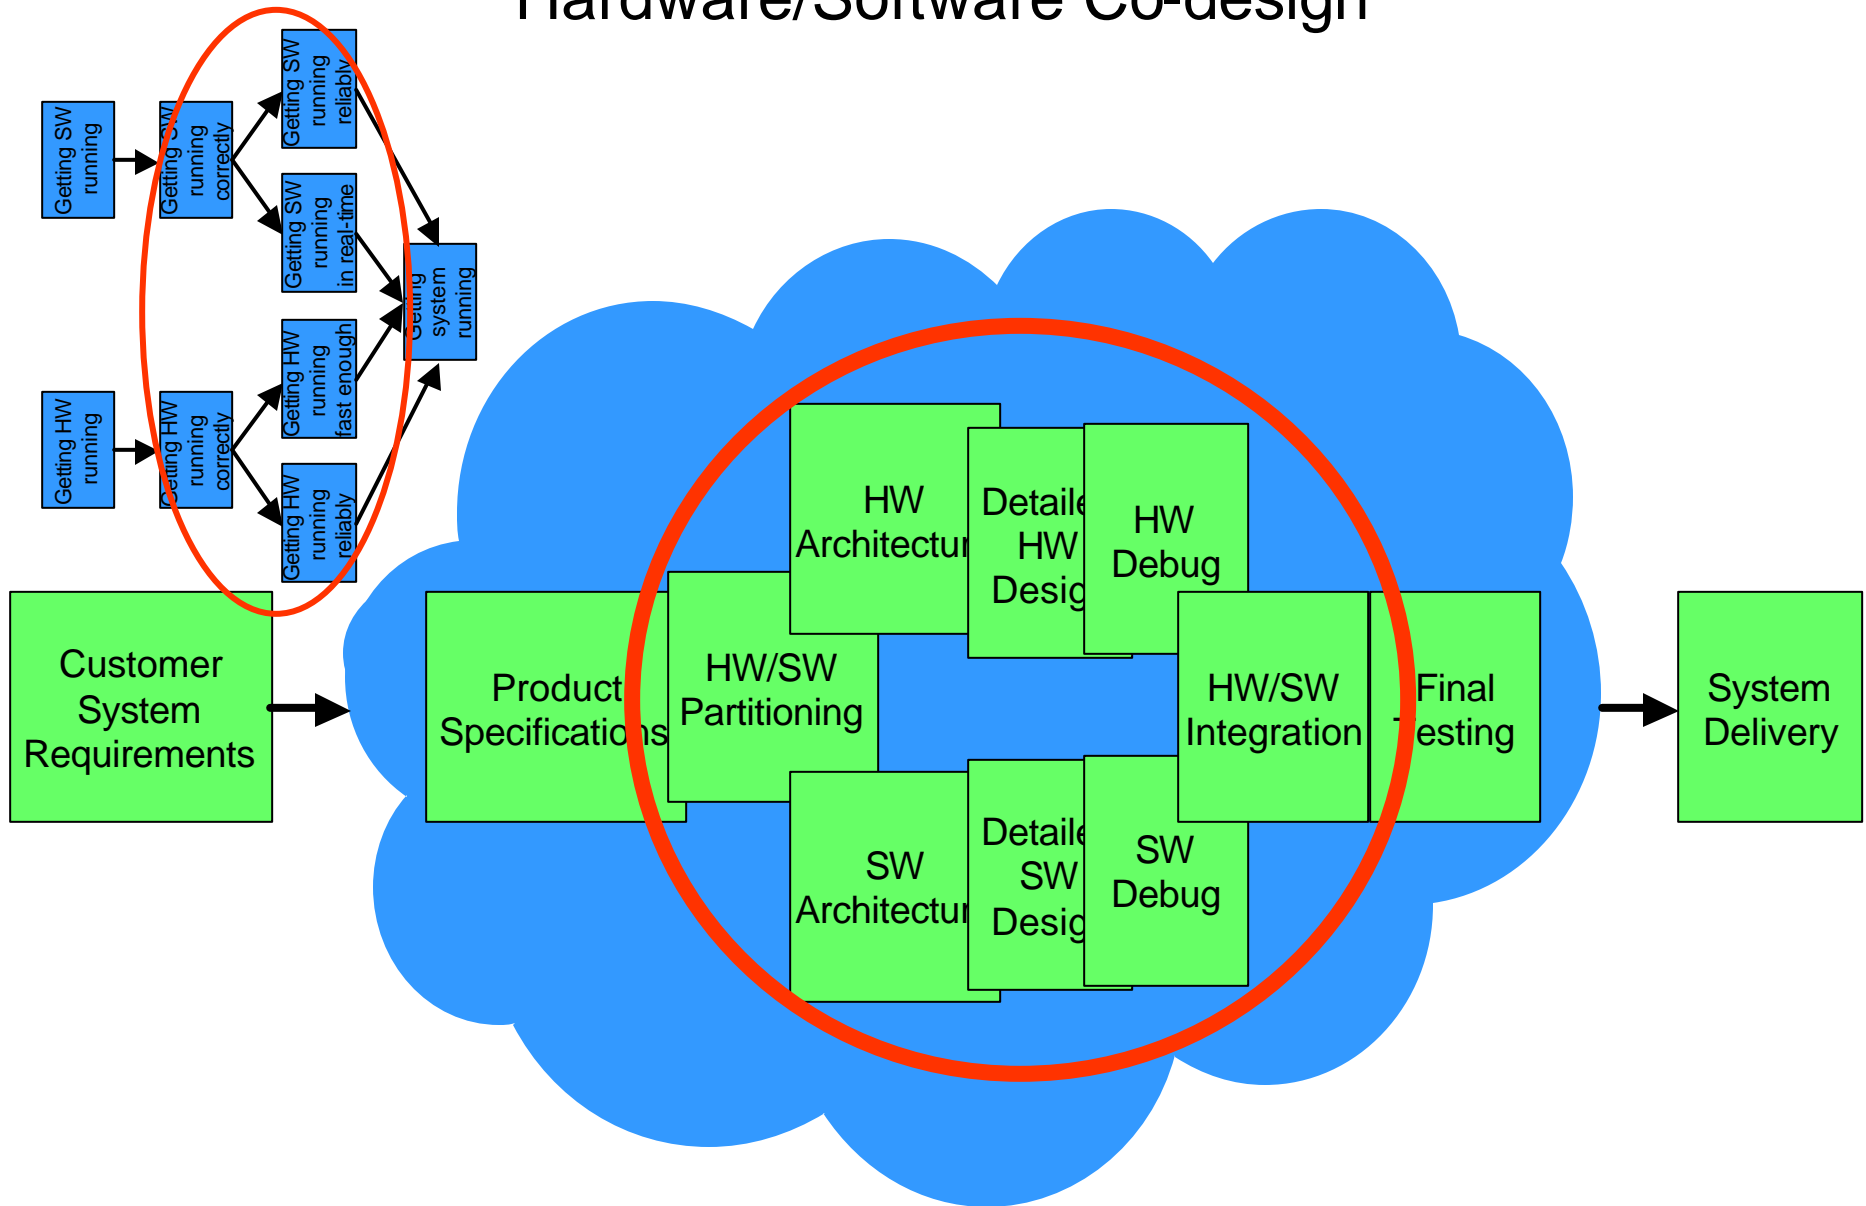 Hardware/Software Co-design
Getting SW
running
Getting SW
running
correctly
Getting SW
running
reliably
Getting SW
running
in real-time
Getting
system
running
Getting HW
running
Getting HW
running
correctly
Getting HW
running
fast enough
Getting HW
running
reliably
Customer
System
Requirements
Product
Specifications
HW/SW
Partitioning
HW
Architectur
Detaile
HW
Desig
HW
Debug
SW
Architectur
Detaile
SW
Desig
SW
Debug
HW/SW
Integration
Final
Testing
System
Delivery